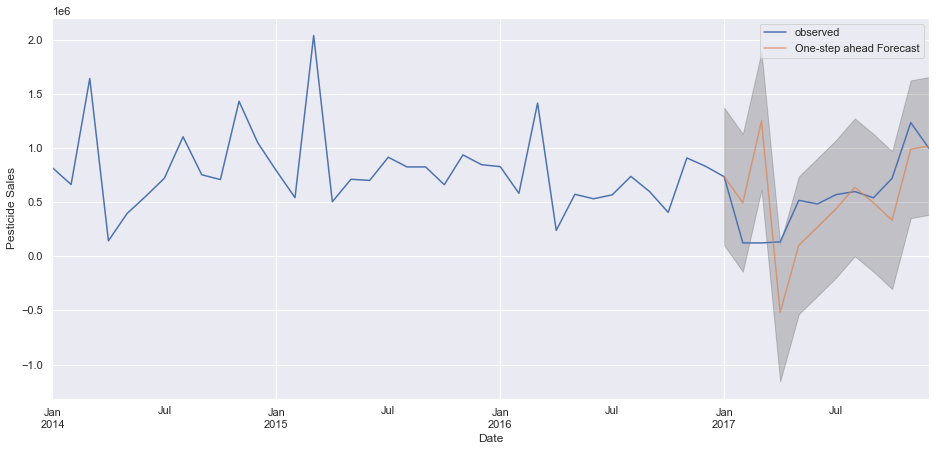 1e6
observed
One-step ahead Forecast
2.0
1.5
1.0
0.5
0.0
−0.5
−1.0
Pesticide Sales
Jan
2014
Jul
Jan
2015
Jul
Jan
2016
Jul
Jan
2017
Jul
Date